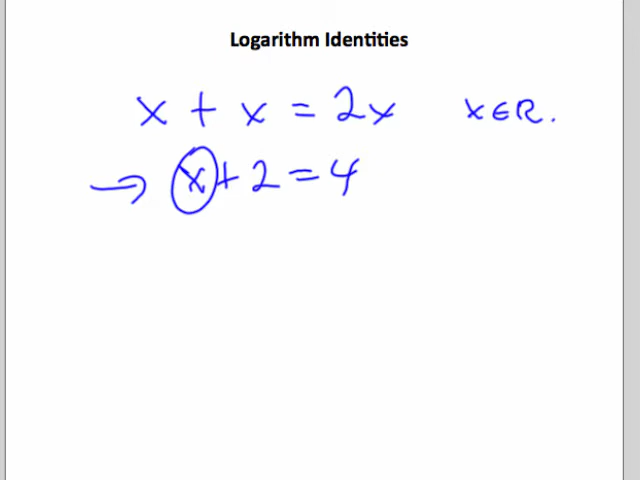 Logarithm Identities
x + x = 2x x ∈ R.
→ x + 2 = 4